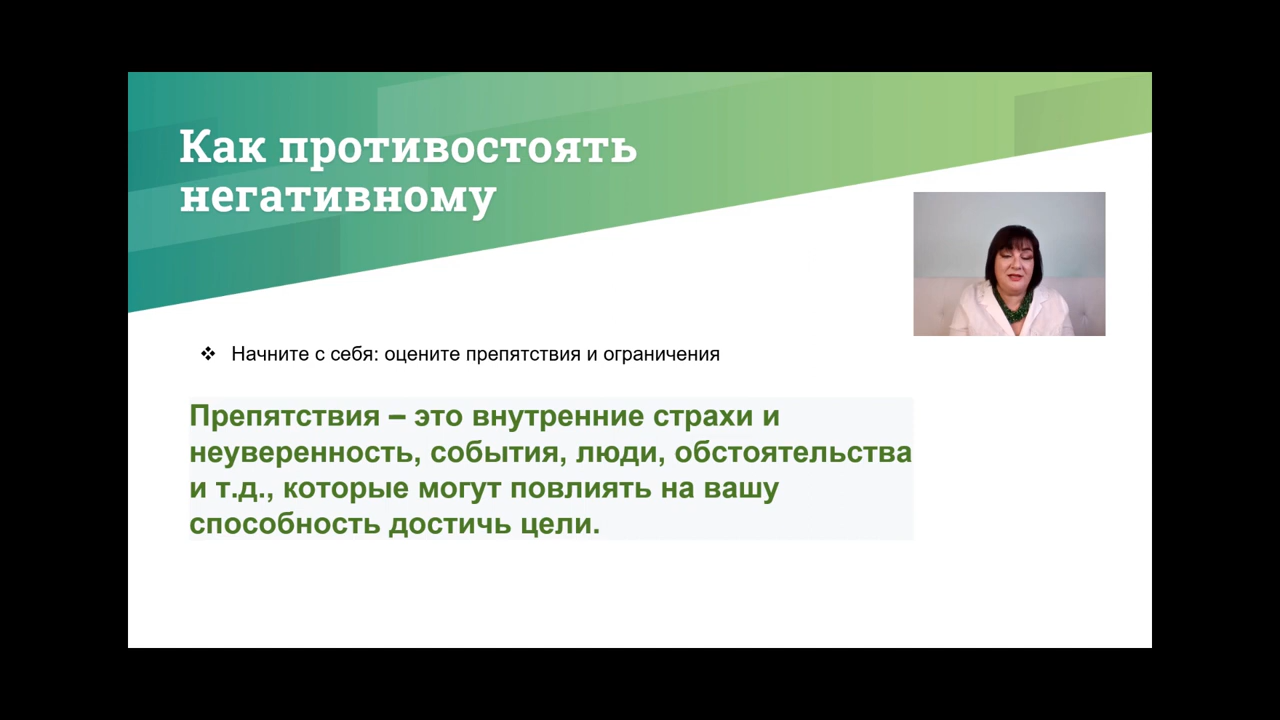 Как противостоять
негативному
❖ Начните с себя: оцените препятствия и ограничения
Препятствия – это внутренние страхи и
неуверенность, события, люди, обстоятельства
и т.д., которые могут повлиять на вашу
способность достичь цели.